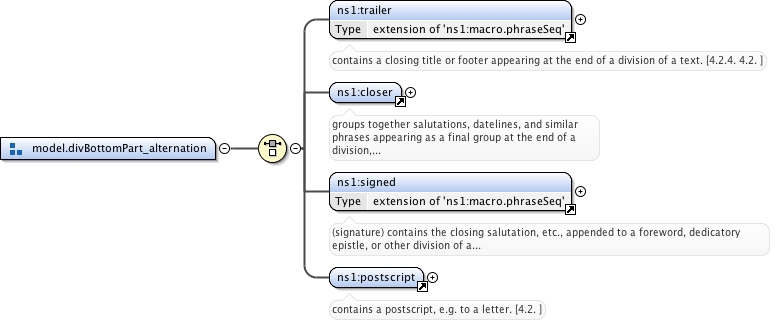 ns1:trailer
Type extension of 'ns1:macro.phraseSeq'
contains a closing title or footer appearing at the end of a division of a text. [4.2.4. 4.2. ]
ns1:closer
groups together salutations, datelines, and similar
phrases appearing as a final group at the end of a
division,...
model.divBottomPart_alternation
ns1:signed
Type extension of 'ns1:macro.phraseSeq'
(signature) contains the closing salutation, etc., appended to a foreword, dedicatory
epistle, or other division of a...
ns1:postscript
contains a postscript, e.g. to a letter. [4.2. ]